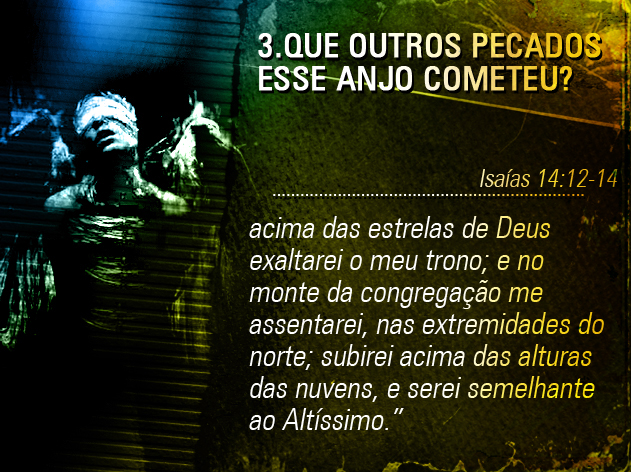 3.QUE OUTROS PECADOS
ESSE ANJO COMETEU?
Isaías 14:12-14
acima das estrelas de Deus
exaltarei o meu trono; e no
monte da congregação me
assentarei, nas extremidades do
norte; subirei acima das alturas
das nuvens, e serei semelhante
ao Altíssimo.”